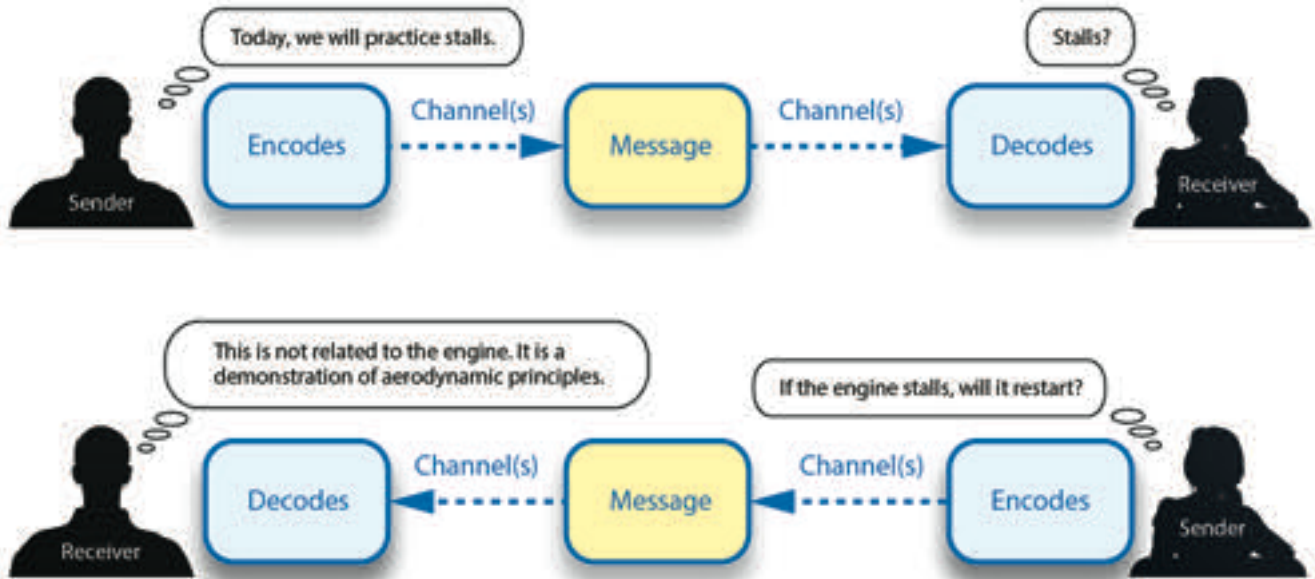 Today, we will practice stalls.
Stalls?
Channel(s)
Channel(s)
Encodes
Message
Decodes
Sender
Receiver
This is not related to the engine. It is a
demonstration of aerodynamic principles.
If the engine stalls, will it restart?
Channel(s)
Channel(s)
Decodes
Message
Encodes
Receiver
Sender